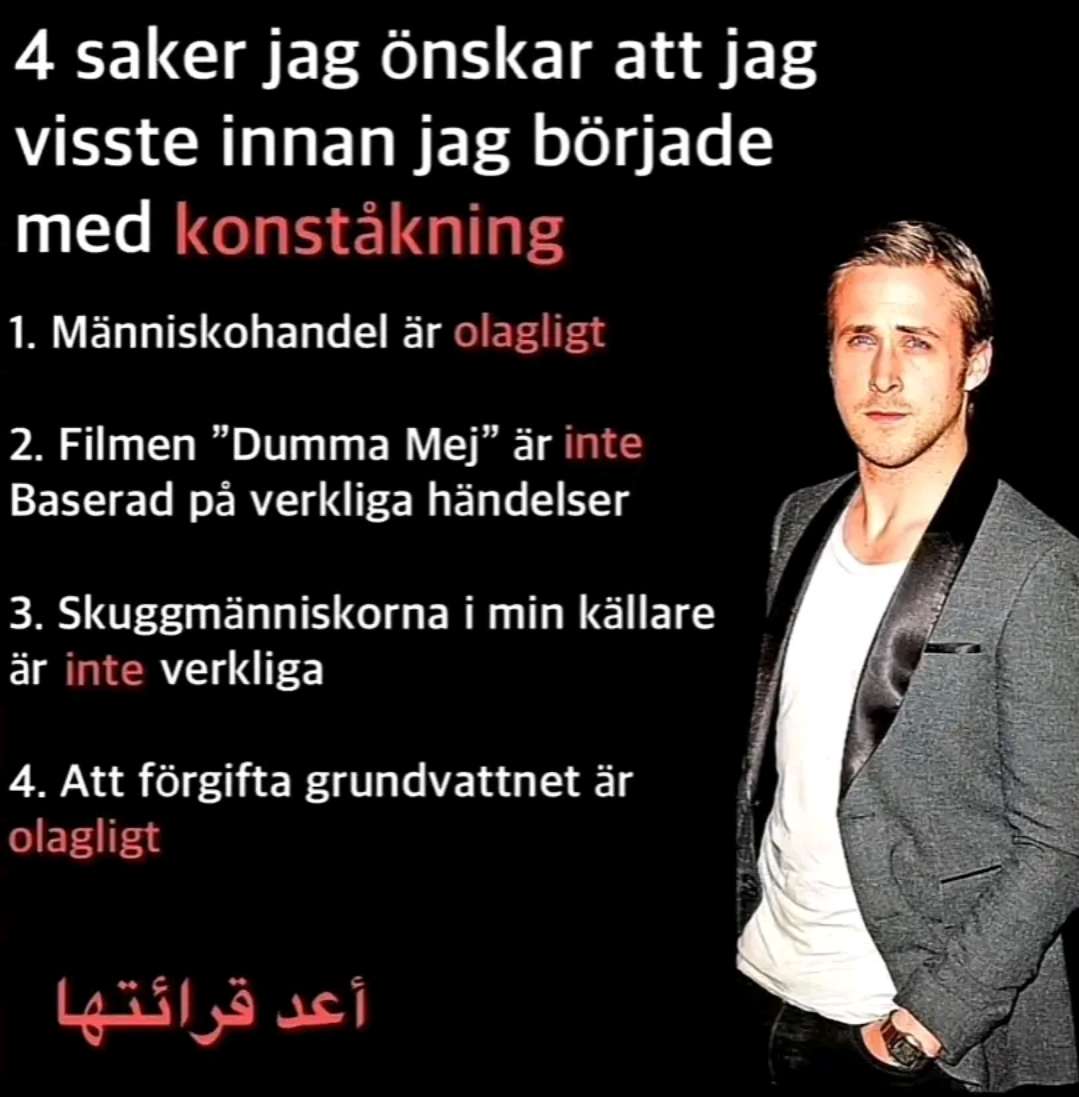 4 saker jag önskar att jag
visste innan jag började
med konståkning
1. Människohandel är olagligt
2. Filmen ”Dumma Mej” är inte
Baserad på verkliga händelser
3. Skuggmänniskorna i min källare
är inte verkliga
4. Att förgifta grundvattnet är
olagligt
أعد قرائتها